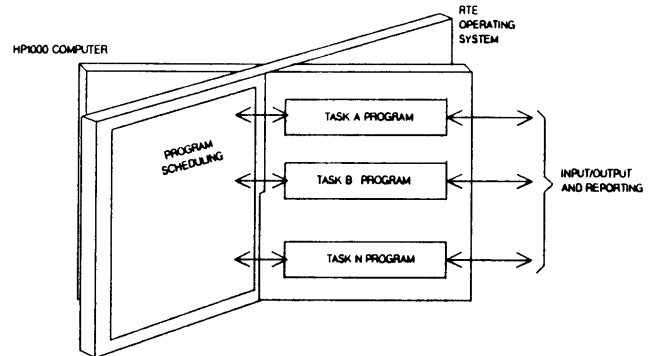 RTE
OPERATING
SYSTEM
HP1000 COMPUTER
PROGRAM
SCHEDULING
TASK A PROGRAM
TASK B PROGRAM
TASK N PROGRAM
INPUT/OUTPUT
AND REPORTING